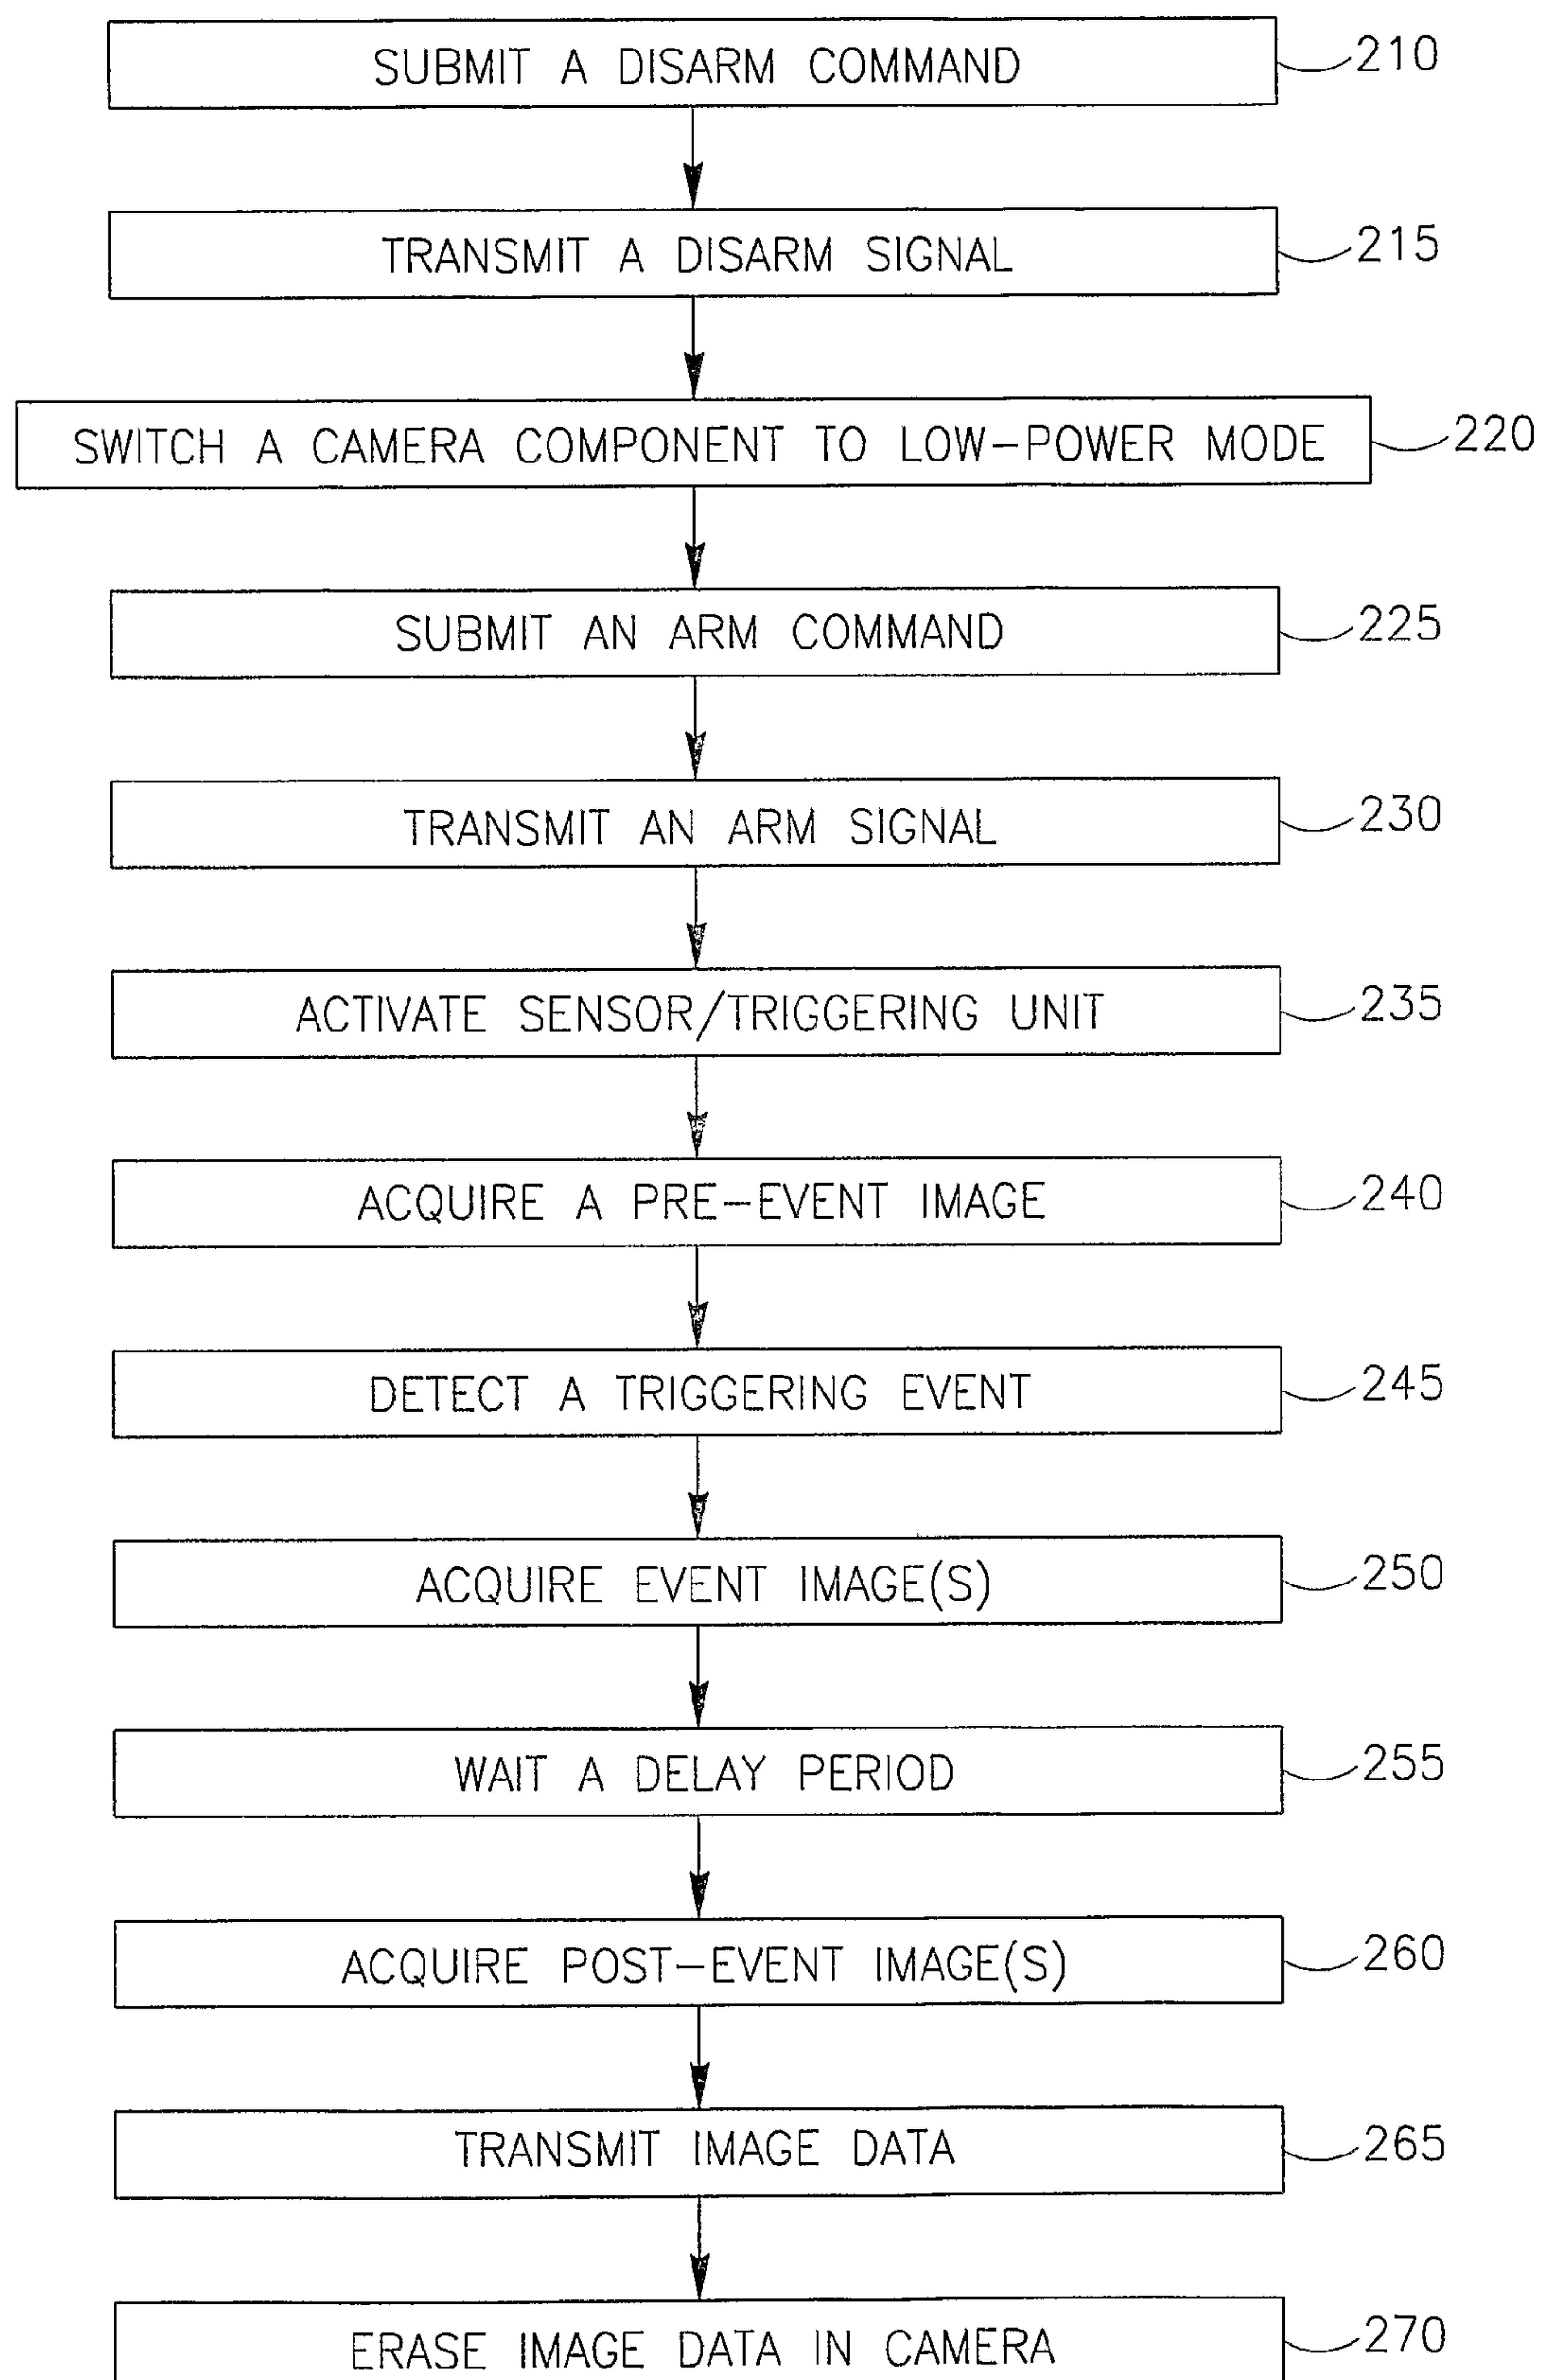 SUBMIT A DISARM COMMAND 210
TRANSMIT A DISARM SIGNAL 215
SWITCH A CAMERA COMPONENT TO LOW-POWER MODE 220
SUBMIT AN ARM COMMAND 225
TRANSMIT AN ARM SIGNAL 230
ACTIVATE SENSOR/TRIGGERING UNIT 235
ACQUIRE A PRE-EVENT IMAGE 240
DETECT A TRIGGERING EVENT 245
ACQUIRE EVENT IMAGE(S) 250
WAIT A DELAY PERIOD 255
ACQUIRE POST-EVENT IMAGE(S) 260
TRANSMIT IMAGE DATA 265
ERASE IMAGE DATA IN CAMERA 270